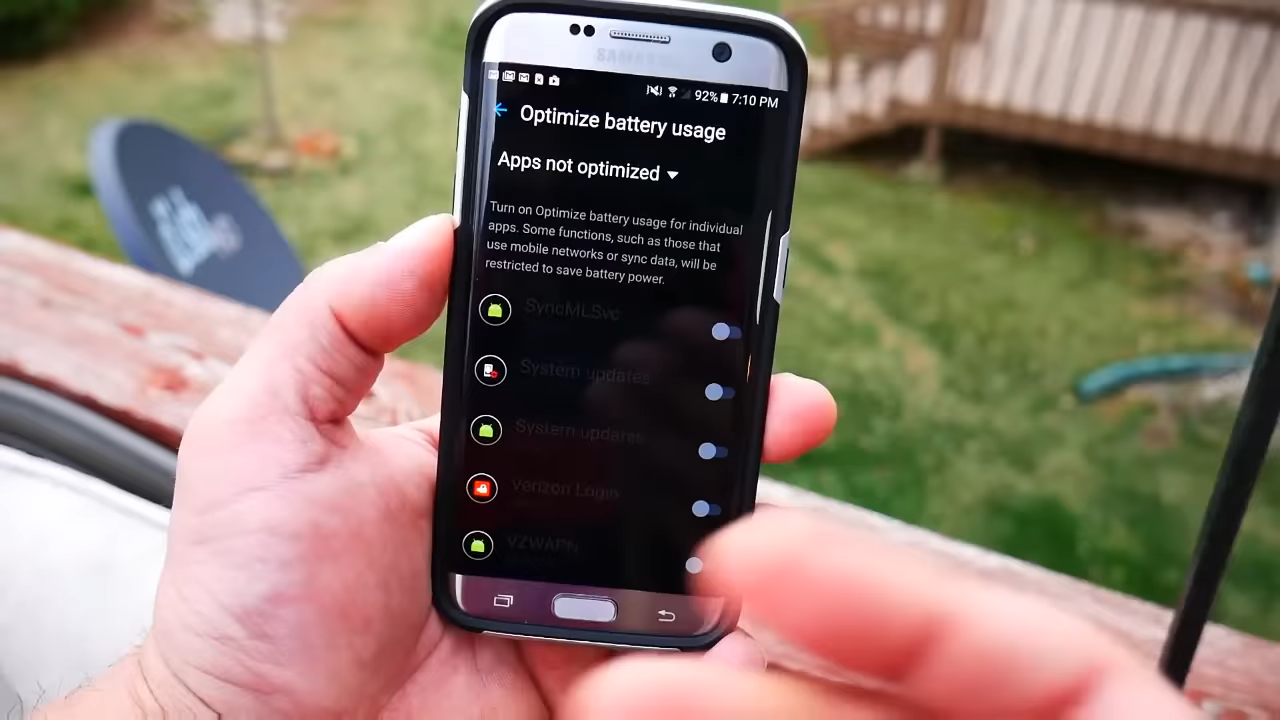 SAMSUNG
92% 7:10 PM
Optimize battery usage
Apps not optimized
Turn on Optimize battery usage for individual
apps. Some functions, such as those that
use mobile networks or sync data, will be
restricted to save battery power.
SyncMLSvc
System updates
System updates
Verizon Login
VZWAPN